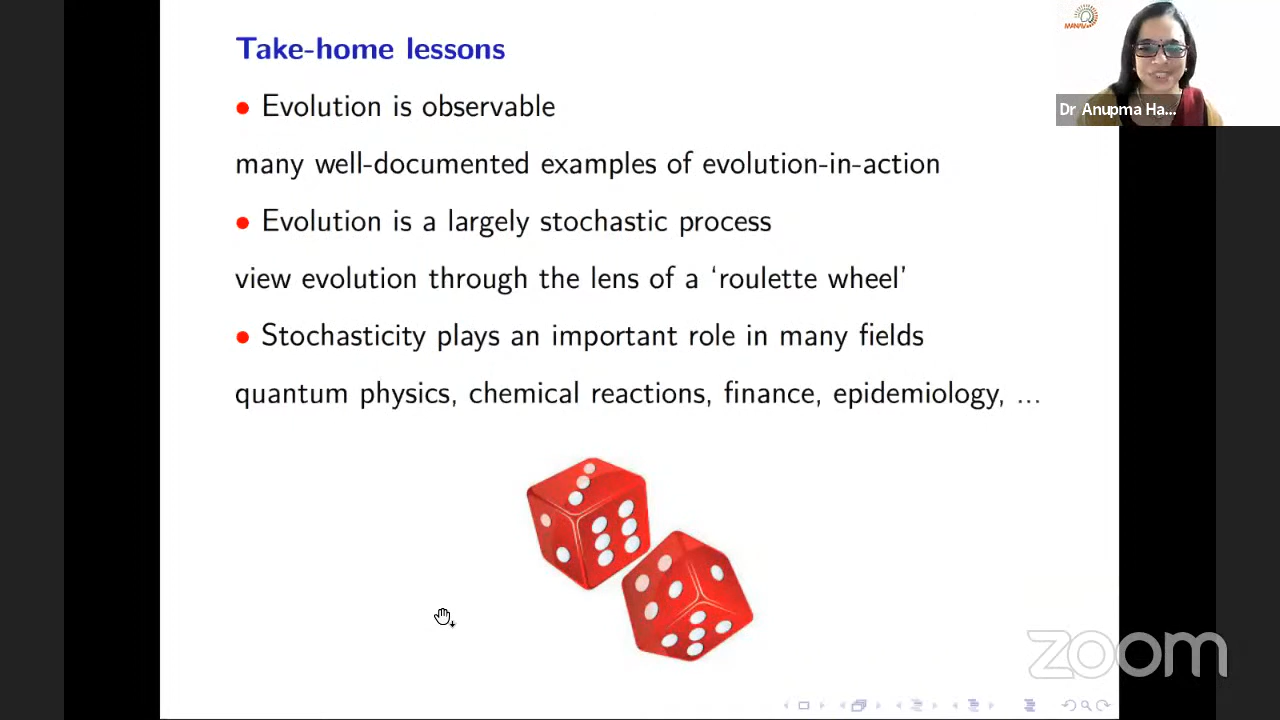 Take-home lessons
• Evolution is observable
many well-documented examples of evolution-in-action
• Evolution is a largely stochastic process
view evolution through the lens of a ‘roulette wheel’
• Stochasticity plays an important role in many fields
quantum physics, chemical reactions, finance, epidemiology, ...
MANAV
Dr Anupma Ha...
zoom